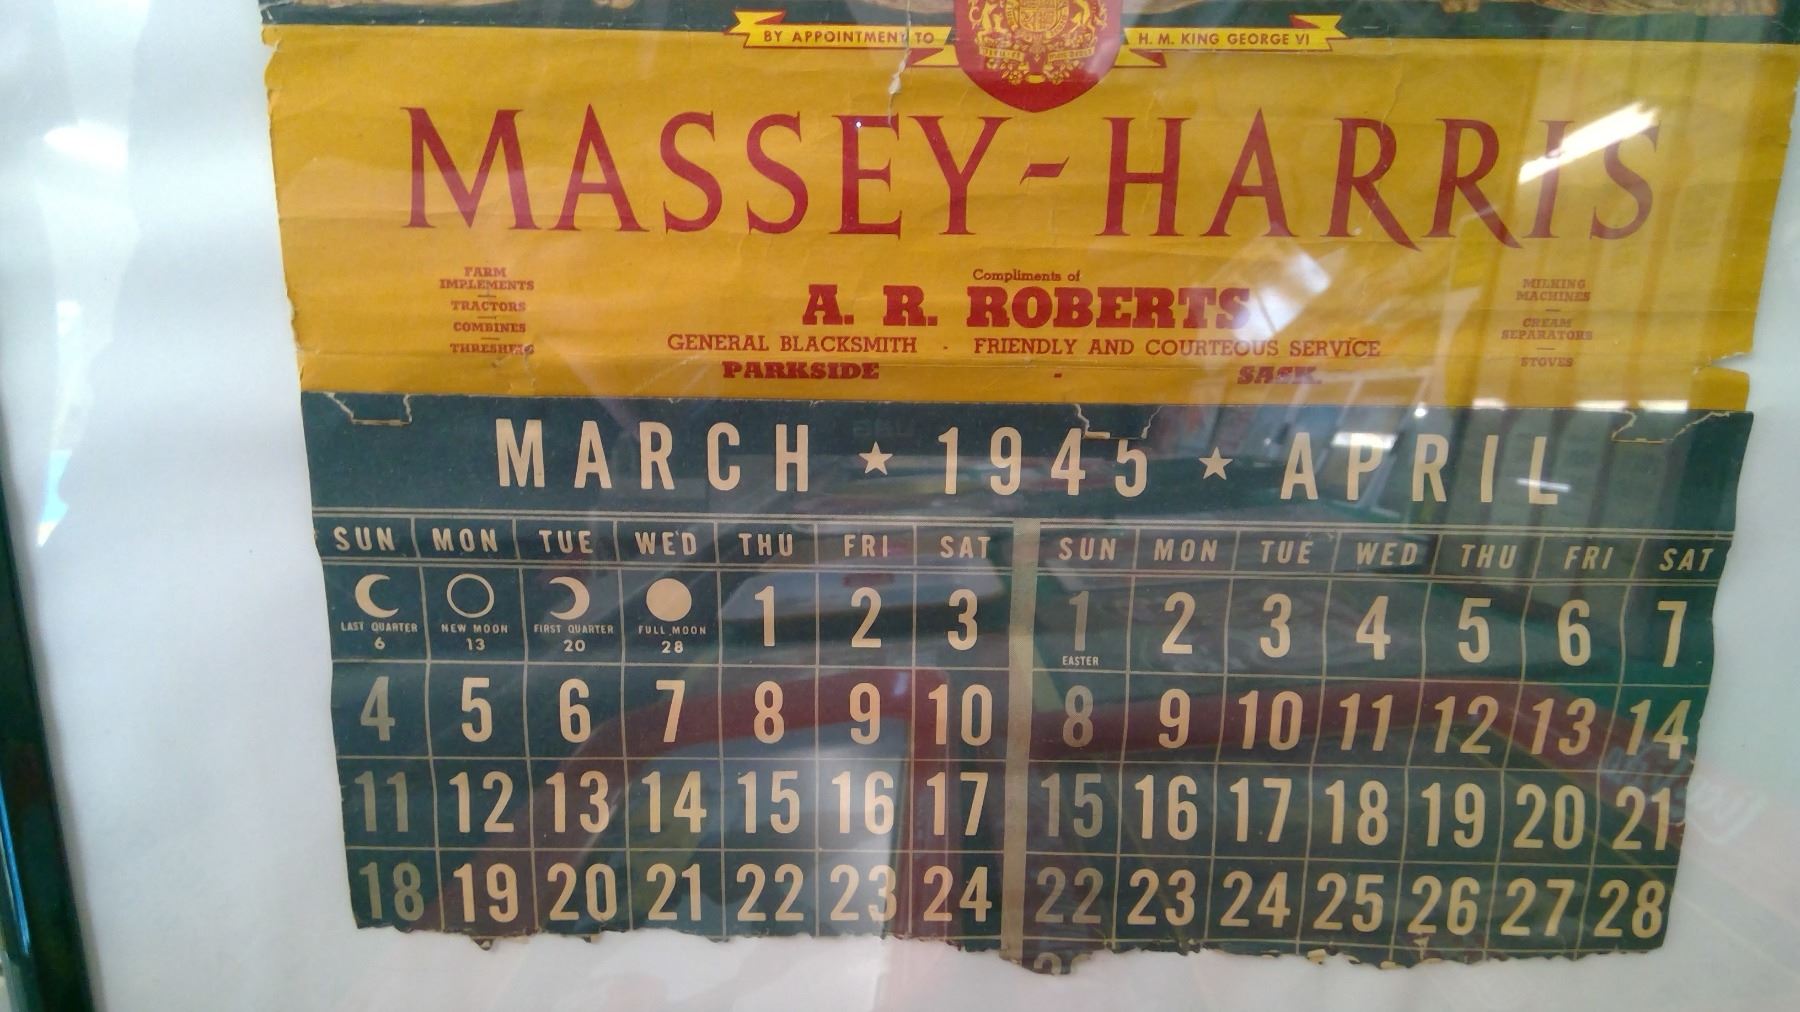 BY APPOINTMENT TO H. M. KING GEORGE VI
MASSEY-HARRIS
FARM
IMPLEMENTS
TRACTORS
COMBINES
Compliments of
A. R. ROBERTS
GENERAL BLACKSMITH · FRIENDLY AND COURTEOUS SERVICE
PARKSIDE - SASK.
MILKING
MACHINES
CREAM
SEPARATORS
STOVES
MARCH ★ 1945 ★ APRIL
SUN MON TUE WED THU FRI SAT SUN MON TUE WED THU FRI SAT
LAST QUARTER 6 NEW MOON 13 FIRST QUARTER 20 FULL MOON 28 1 2 3 1 EASTER 2 3 4 5 6 7
4 5 6 7 8 9 10 8 9 10 11 12 13 14
11 12 13 14 15 16 17 15 16 17 18 19 20 21
18 19 20 21 22 23 24 22 23 24 25 26 27 28